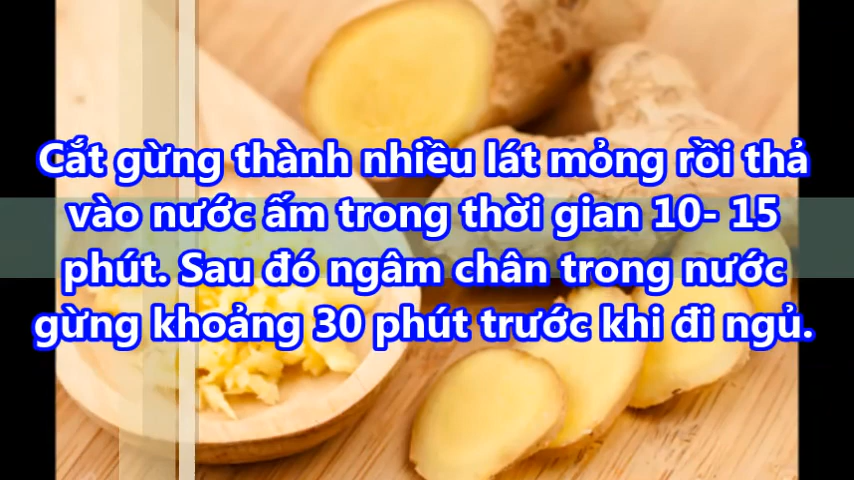 Cắt gừng thành nhiều lát mỏng rồi thả
vào nước ấm trong thời gian 10- 15
phút. Sau đó ngâm chân trong nước
gừng khoảng 30 phút trước khi đi ngủ.